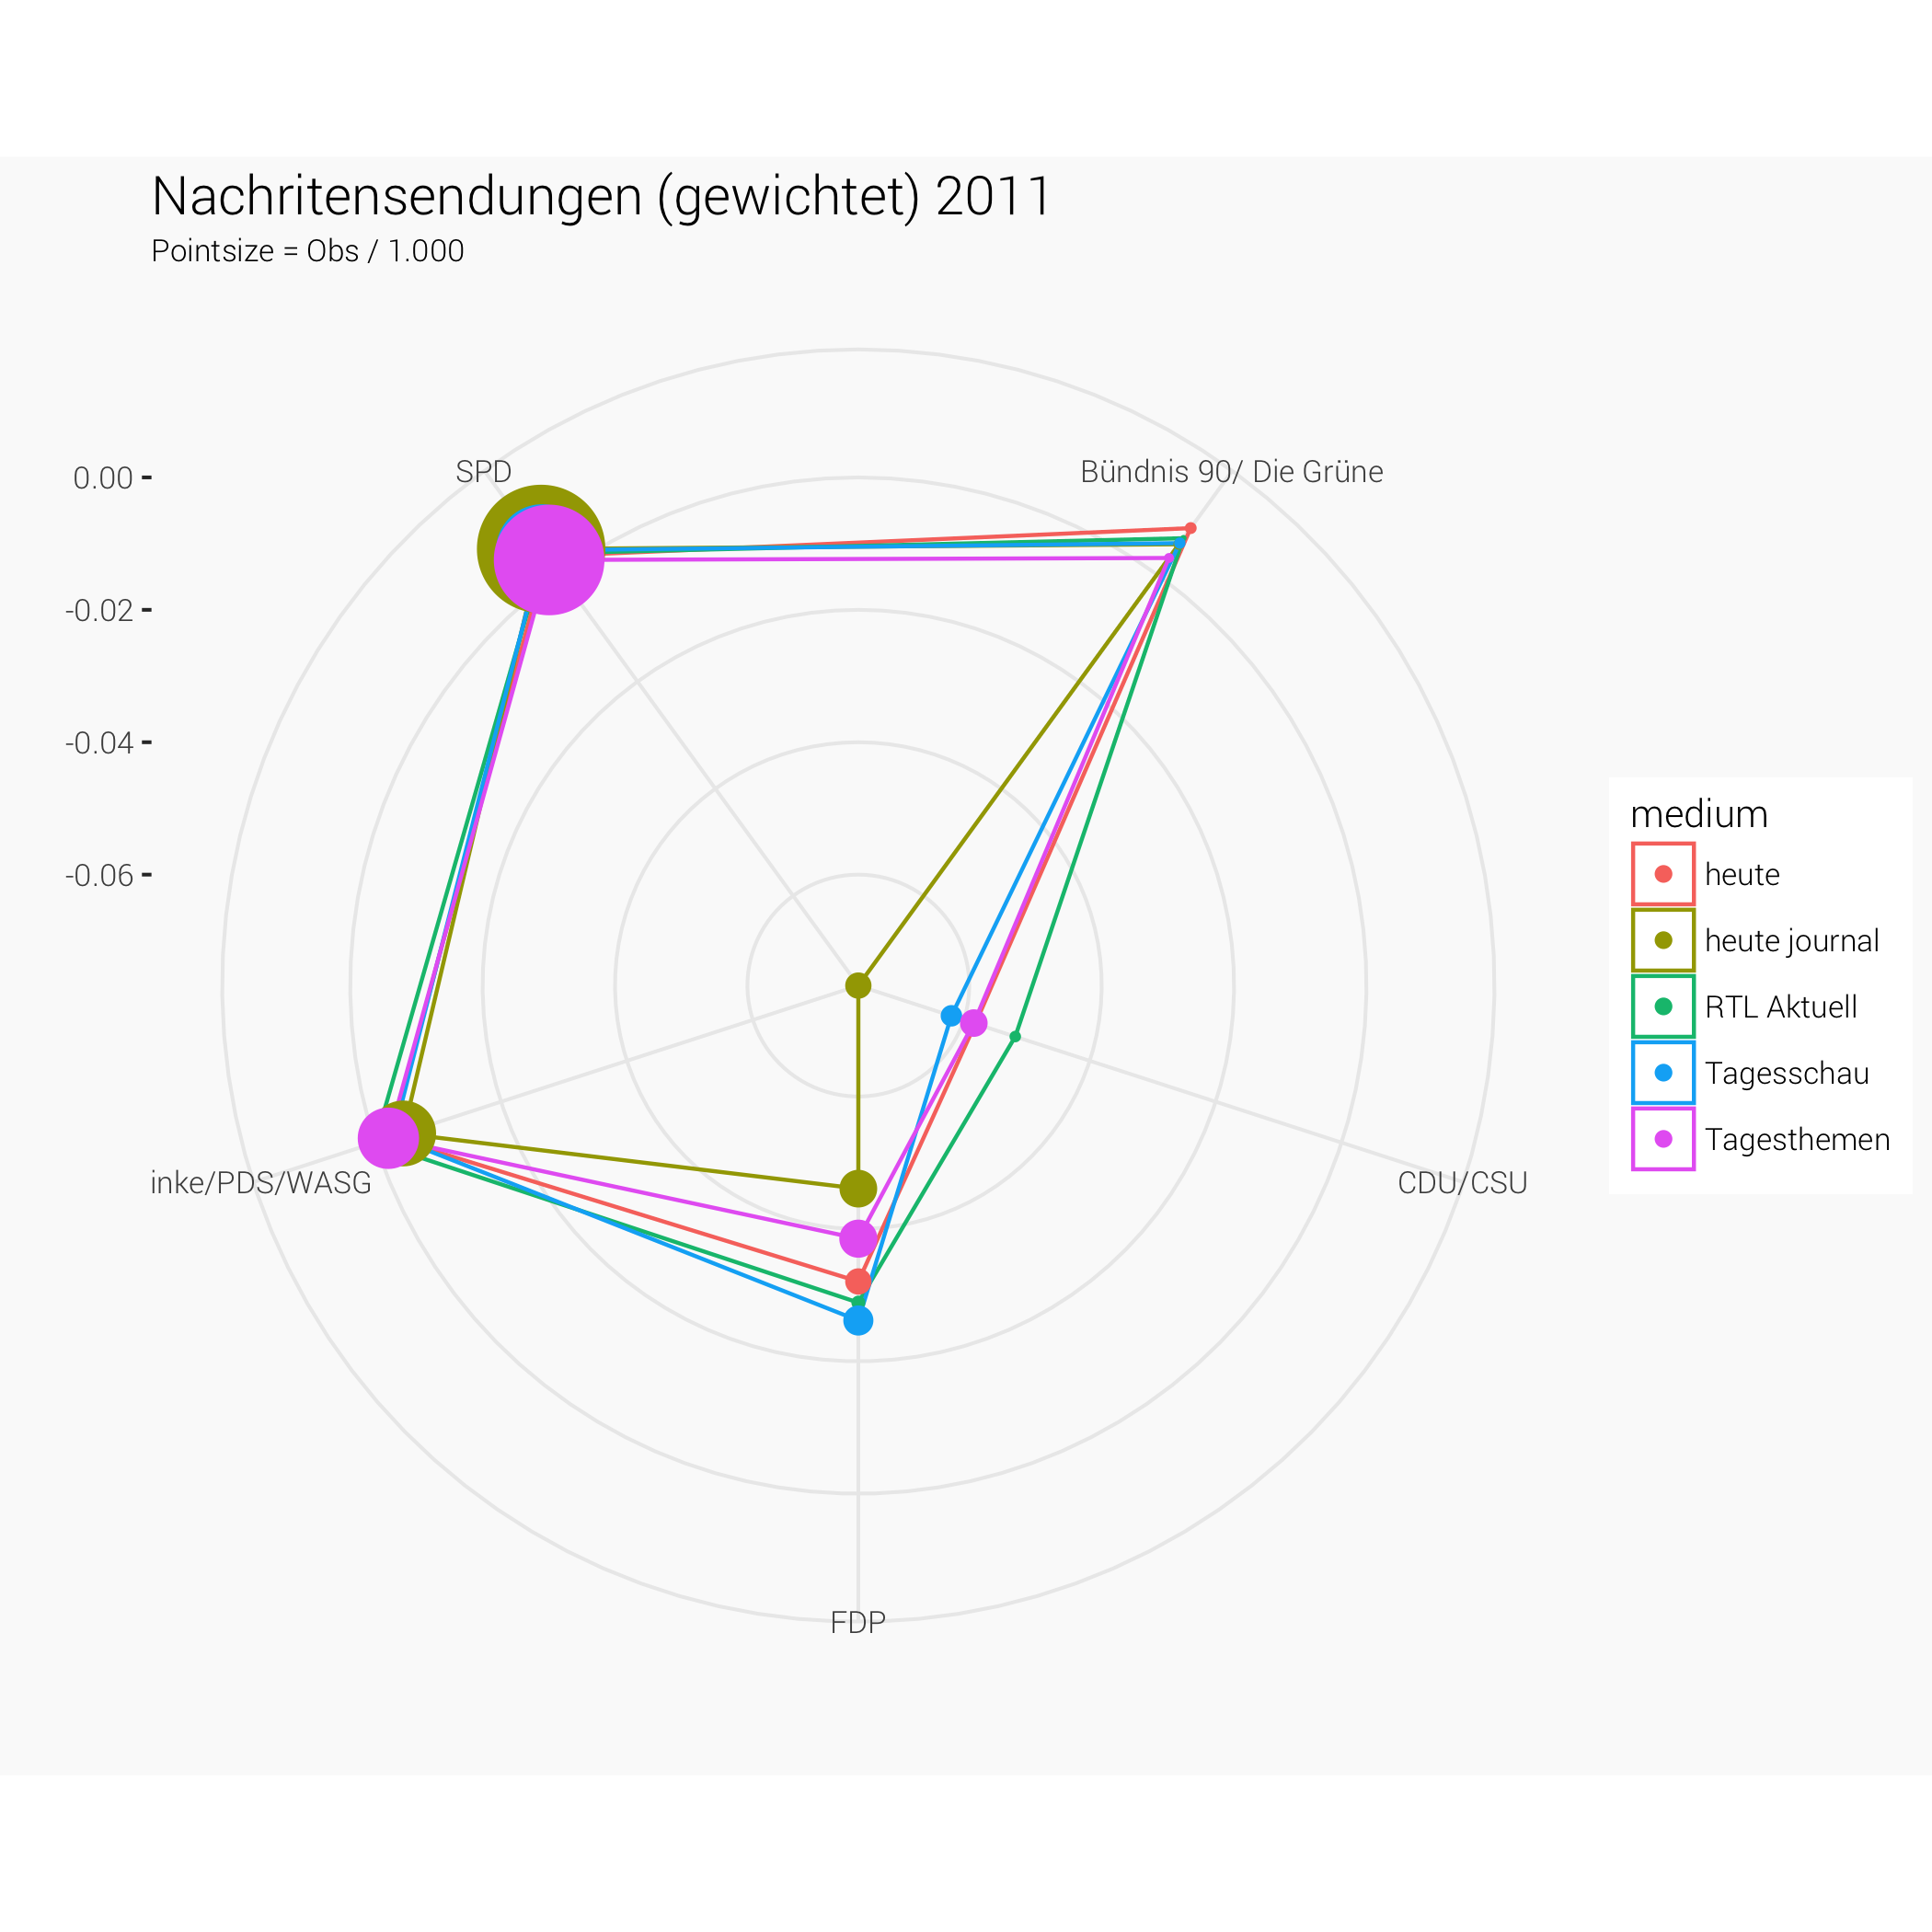 Nachritensendungen (gewichtet) 2011
Pointsize = Obs / 1.000
SPD
Bündnis 90/ Die Grüne
0.00
-0.02
-0.04
-0.06
inke/PDS/WASG
CDU/CSU
FDP
medium
heute
heute journal
RTL Aktuell
Tagesschau
Tagesthemen